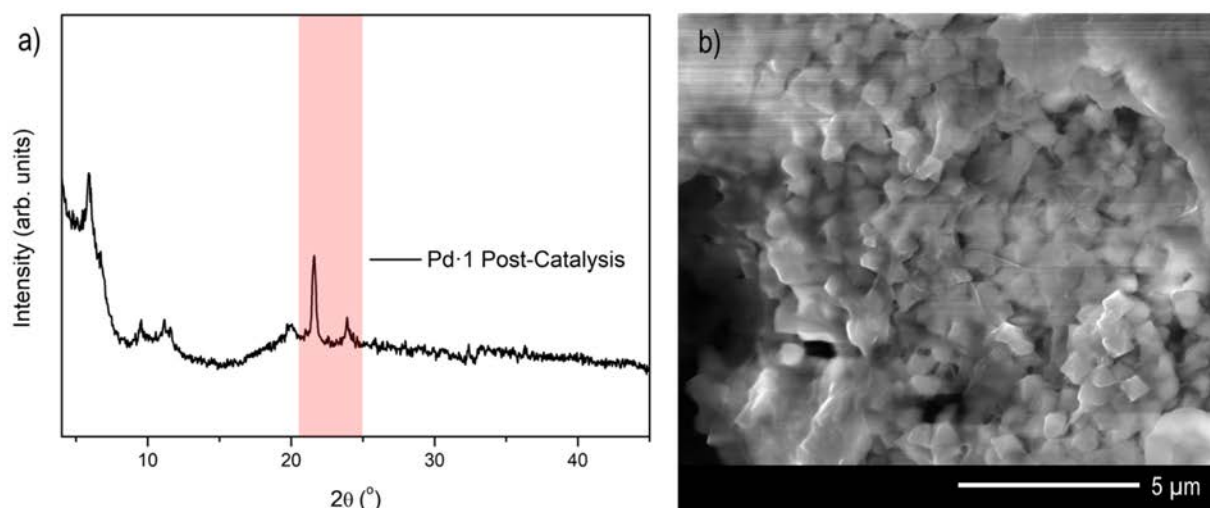 a)
Intensity (arb. units)
Pd·1 Post-Catalysis
10
20
30
40
2θ (°)
b)
5 µm